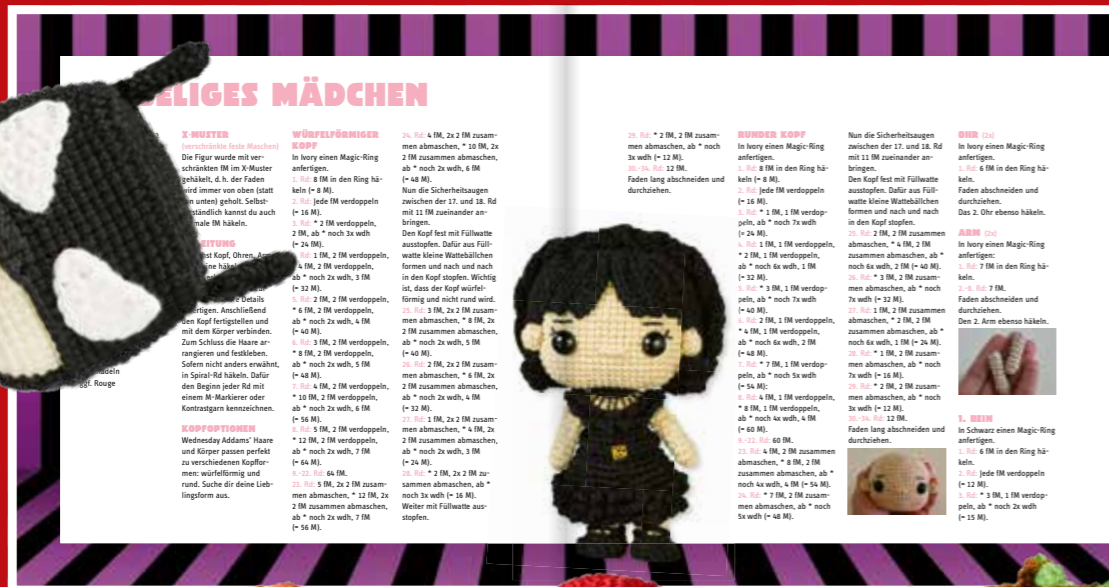 ELIGES MÄDCHEN
ggf. Rouge
X-MUSTER
(verschränkte feste Maschen)
Die Figur wurde mit ver-
schränkten fM im X-Muster
gehäkelt, d. h. der Faden
wird immer von oben (statt
unten) geholt. Selbst-
ständlich kannst du auch
male fM häkeln.
EITUNG
st Kopf, Ohren,
Details
ertigen. Anschließend
den Kopf fertigstellen und
mit dem Körper verbinden.
Zum Schluss die Haare ar-
rangieren und festkleben.
Sofern nicht anders erwähnt,
in Spiral-Rd häkeln. Dafür
den Beginn jeder Rd mit
einem M-Markierer oder
Kontrastgarn kennzeichnen.
KOPFOPTIONEN
Wednesday Addams' Haare
und Körper passen perfekt
zu verschiedenen Kopffor-
men: würfelförmig und
rund. Suche dir deine Lieb-
lingsform aus.
WÜRFELFÖRMIGER
KOPF
In Ivory einen Magic-Ring
anfertigen.
1. Rd: 8 fM in den Ring hä-
keln (= 8 M).
2. Rd: Jede fM verdoppeln
(= 16 M).
3. Rd: * 2 fM verdoppeln,
2 fM, ab * noch 3x wdh
(= 24 fM).
Rd: 1 fM, 2 fM verdoppeln,
4 fM, 2 fM verdoppeln,
ab * noch 2x wdh, 3 fM
(= 32 M).
5. Rd: 2 fM, 2 fM verdoppeln,
* 6 fM, 2 fM verdoppeln,
ab * noch 2x wdh, 4 fM
(= 40 M).
6. Rd: 3 fM, 2 fM verdoppeln,
* 8 fM, 2 fM verdoppeln,
ab * noch 2x wdh, 5 fM
(= 48 M).
7. Rd: 4 fM, 2 fM verdoppeln,
* 10 fM, 2 fM verdoppeln,
ab * noch 2x wdh, 6 fM
(= 56 M).
8. Rd: 5 fM, 2 fM verdoppeln,
* 12 fM, 2 fM verdoppeln,
ab * noch 2x wdh, 7 fM
(= 64 M).
9.-22. Rd: 64 fM.
23. Rd: 5 fM, 2x 2 fM zusam-
men abmaschen, * 12 fM, 2x
2 fM zusammen abmaschen,
ab * noch 2x wdh, 7 fM
(= 56 M).
24. Rd: 4 fM, 2x 2 fM zusam-
men abmaschen, * 10 fM, 2x
2 fM zusammen abmaschen,
ab * noch 2x wdh, 6 fM
(= 48 M).
Nun die Sicherheitsaugen
zwischen der 17. und 18. Rd
mit 11 fM zueinander an-
bringen.
Den Kopf mit Füllwatte
ausstopfen. Dafür aus Füll-
watte kleine Wattebällchen
formen und nach und nach
in den Kopf stopfen. Wichtig
ist, dass der Kopf würfel-
förmig und nicht rund wird.
25. Rd: 3 fM, 2x 2 fM zusam-
men abmaschen, * 8 fM, 2x
2 fM zusammen abmaschen,
ab * noch 2x wdh, 5 fM
(= 40 M).
26. Rd: 2 fM, 2x 2 fM zusam-
men abmaschen, * 6 fM, 2x
2 fM zusammen abmaschen,
ab * noch 2x wdh, 4 fM
(= 32 M).
27. Rd: 1 fM, 2x 2 fM zusam-
men abmaschen, * 4 fM, 2x
2 fM zusammen abmaschen,
ab * noch 2x wdh, 3 fM
(= 24 M).
28. Rd: * 2 fM, 2x 2 fM zu-
sammen abmaschen, ab *
noch 3x wdh (= 16 M).
Weiter mit Füllwatte aus-
stopfen.
29. Rd: * 2 fM, 2 fM zusam-
men abmaschen, ab * noch
3x wdh (= 12 M).
30.-34. Rd: 12 fM.
Faden lang abschneiden und
durchziehen.
RUNDER KOPF
In Ivory einen Magic-Ring
anfertigen.
1. Rd: 8 fM in den Ring hä-
keln (= 8 M).
2. Rd: Jede fM verdoppeln
(= 16 M).
3. Rd: * 1 fM, 1 fM verdop-
peln, ab * noch 7x wdh
(= 24 M).
4. Rd: 1 fM, 1 fM verdoppeln,
* 2 fM, 1 fM verdoppeln,
ab * noch 6x wdh, 1 fM
(= 32 M).
5. Rd: * 3 fM, 1 fM verdop-
peln, ab * noch 7x wdh
(= 40 M).
6. Rd: 2 fM, 1 fM verdoppeln,
* 4 fM, 1 fM verdoppeln,
ab * noch 6x wdh, 2 fM
(= 48 M).
7. Rd: * 7 fM, 1 fM verdop-
peln, ab * noch 5x wdh
(= 54 M):
8. Rd: 4 fM, 1 fM verdoppeln,
* 8 fM, 1 fM verdoppeln,
ab * noch 4x wdh, 4 fM
(= 60 M).
9.-22. Rd: 60 fM.
23. Rd: 4 fM, 2 fM zusammen
abmaschen, * 8 fM, 2 fM
zusammen abmaschen, ab *
noch 4x wdh, 4 fM (= 54 M).
24. Rd: * 7 fM, 2 fM zusam-
men abmaschen, ab * noch
5x wdh (= 48 M).
Nun die Sicherheitsaugen
zwischen der 17. und 18. Rd
mit 11 fM zueinander an-
bringen.
Den Kopf fest mit Füllwatte
ausstopfen. Dafür aus Füll-
watte kleine Wattebällchen
formen und nach und nach
in den Kopf stopfen.
25. Rd: 2 fM, 2 fM zusammen
abmaschen, * 4 fM, 2 fM
zusammen abmaschen, ab *
noch 6x wdh, 2 fM (= 40 M).
26. Rd: * 3 fM, 2 fM zusam-
men abmaschen, ab * noch
7x wdh (= 32 M).
27. Rd: 1 fM, 2 fM zusammen
abmaschen, * 2 fM, 2 fM
zusammen abmaschen, ab *
noch 6x wdh, 1 fM (= 24 M).
28. Rd: * 1 fM, 2 fM zusam-
men abmaschen, ab * noch
7x wdh (= 16 M).
29. Rd: * 2 fM, 2 fM zusam-
men abmaschen, ab * noch
3x wdh (= 12 M).
30.-34. Rd: 12 fM.
Faden lang abschneiden und
durchziehen.
OHR (2x)
In Ivory einen Magic-Ring
anfertigen.
1. Rd: 6 fM in den Ring hä-
keln.
Faden abschneiden und
durchziehen.
Das 2. Ohr ebenso häkeln.
ARM (2x)
In Ivory einen Magic-Ring
anfertigen:
1. Rd: 7 fM in den Ring hä-
keln.
2.-8. Rd: 7 fM.
Faden abschneiden und
durchziehen.
Den 2. Arm ebenso häkeln.
1. BEIN
In Schwarz einen Magic-Ring
anfertigen.
1. Rd: 6 fM in den Ring hä-
keln.
2. Rd: Jede fM verdoppeln
(= 12 M).
3. Rd: * 3 fM, 1 fM verdop-
peln, ab * noch 2x wdh
(= 15 M).